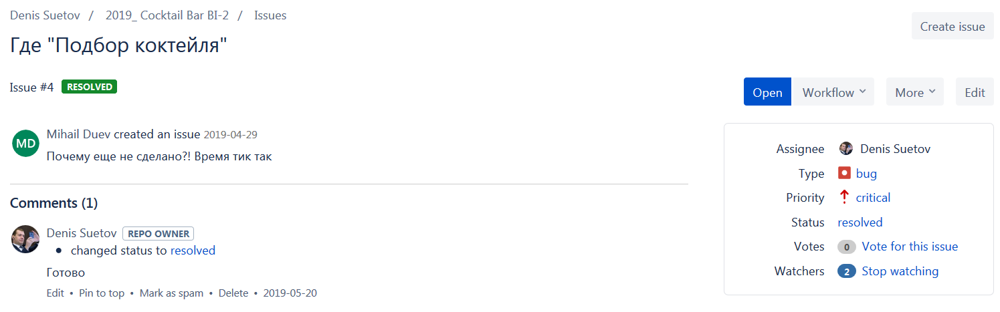 Denis Suetov / 2019_ Cocktail Bar BI-2 / Issues
Create issue
Где "Подбор коктейля"
Issue #4 RESOLVED
Open Workflow More Edit
MD
Mihail Duev created an issue 2019-04-29
Почему еще не сделано?! Время тик так
Assignee Denis Suetov
Type bug
Priority critical
Status resolved
Votes 0 Vote for this issue
Watchers 2 Stop watching
Comments (1)
Denis Suetov REPO OWNER
• changed status to resolved
Готово
Edit • Pin to top • Mark as spam • Delete • 2019-05-20